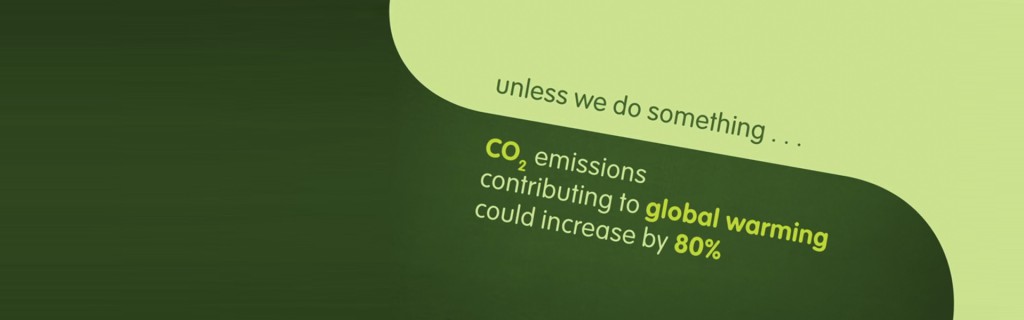 unless we do something . . .
CO₂ emissions
contributing to global warming
could increase by 80%